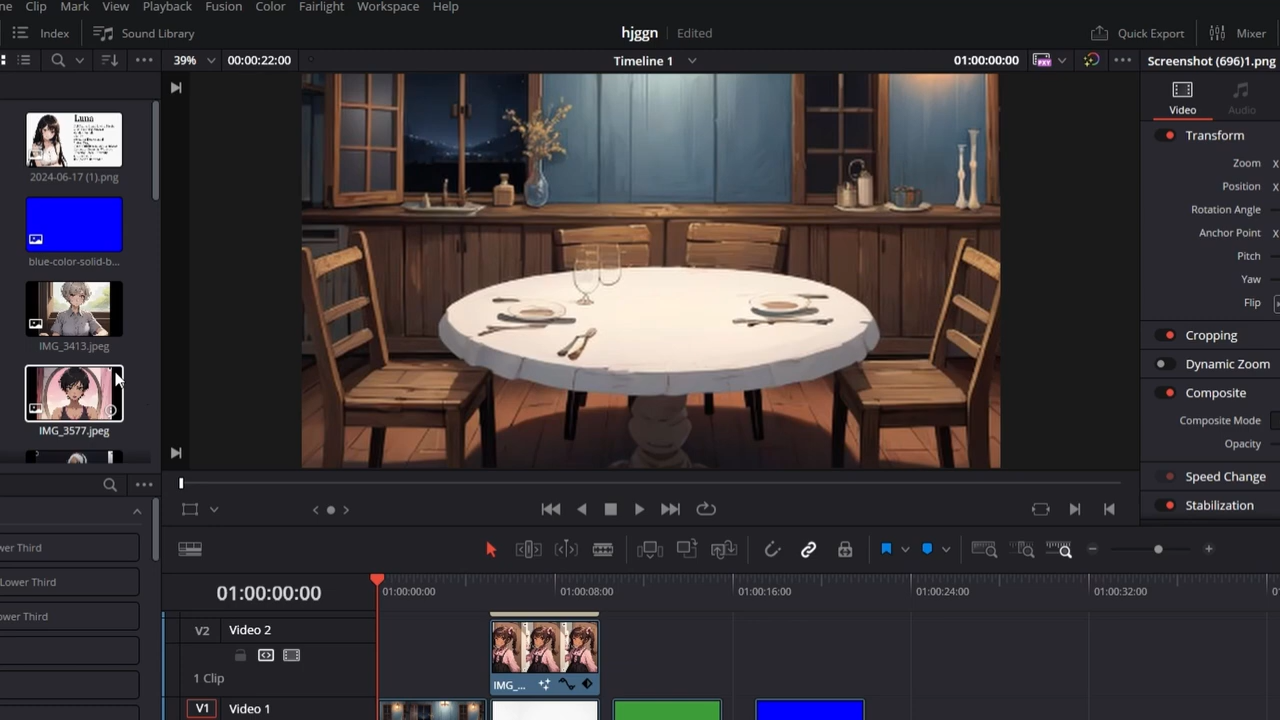 Clip Mark View Playback Fusion Color Fairlight Workspace Help
Index Sound Library hjggn Edited Quick Export Mixer
39% 00:00:22:00 Timeline 1 01:00:00:00 Screenshot (696)1.png
Video Audio
Luna
2024-06-17 (1).png
blue-color-solid-b...
IMG_3413.jpeg
IMG_3577.jpeg
Transform
Zoom X
Position X
Rotation Angle
Anchor Point X
Pitch
Yaw
Flip
Cropping
Dynamic Zoom
Composite
Composite Mode
Opacity
Speed Change
Stabilization
Third
Lower Third
Third
01:00:00:00 01:00:00:00 01:00:08:00 01:00:16:00 01:00:24:00 01:00:32:00
V2 Video 2
1 Clip
IMG_...
V1 Video 1